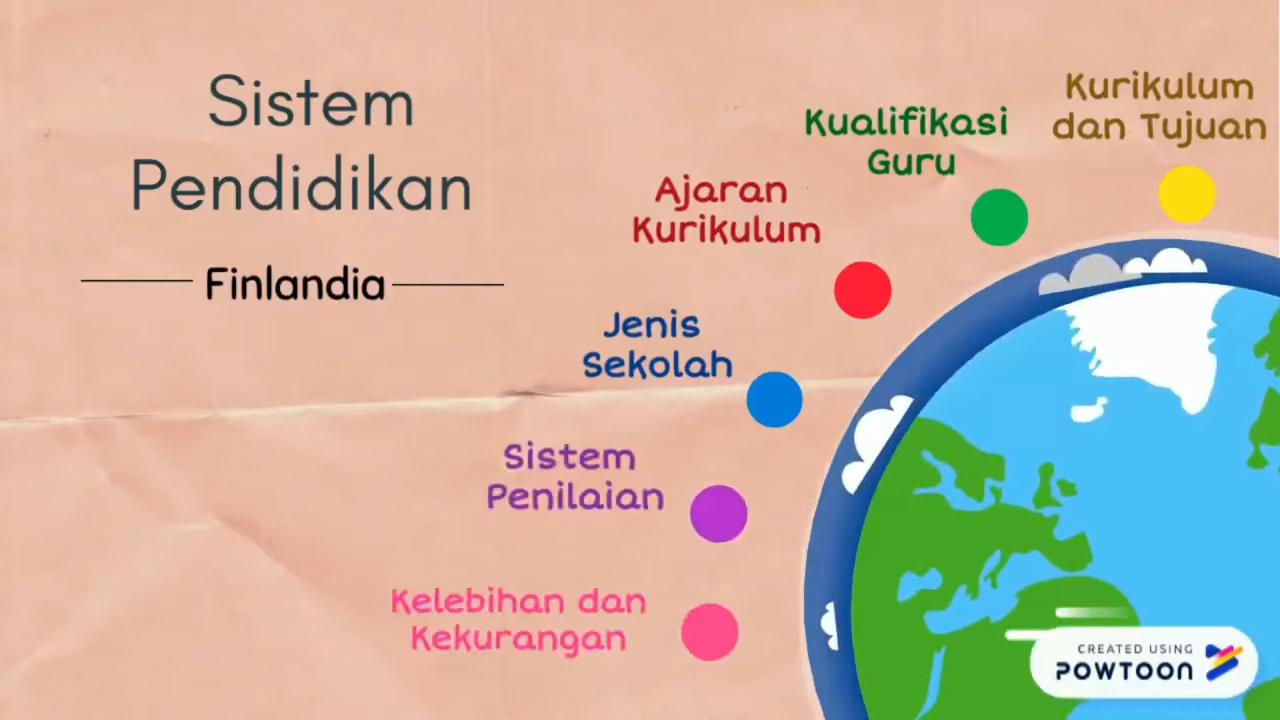 Sistem
Pendidikan
Finlandia
Kurikulum
dan Tujuan
Kualifikasi
Guru
Ajaran
Kurikulum
Jenis
Sekolah
Sistem
Penilaian
Kelebihan dan
Kekurangan
CREATED USING
POWTOON